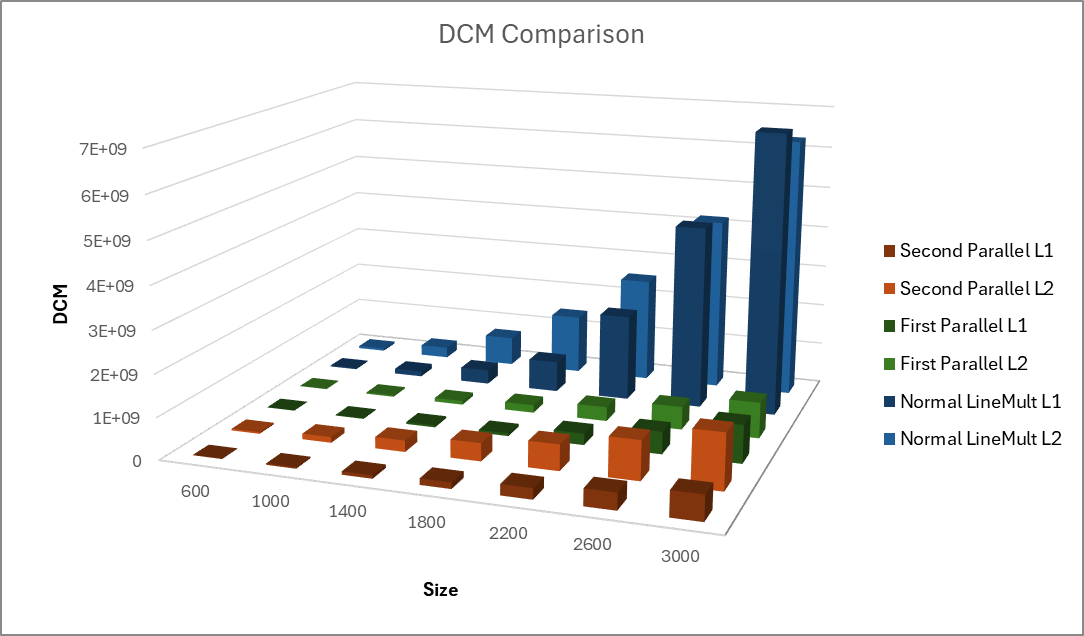 DCM Comparison
7E+09
6E+09
5E+09
4E+09
3E+09
2E+09
1E+09
0
DCM
600
1000
1400
1800
2200
2600
3000
Size
Second Parallel L1
Second Parallel L2
First Parallel L1
First Parallel L2
Normal LineMult L1
Normal LineMult L2